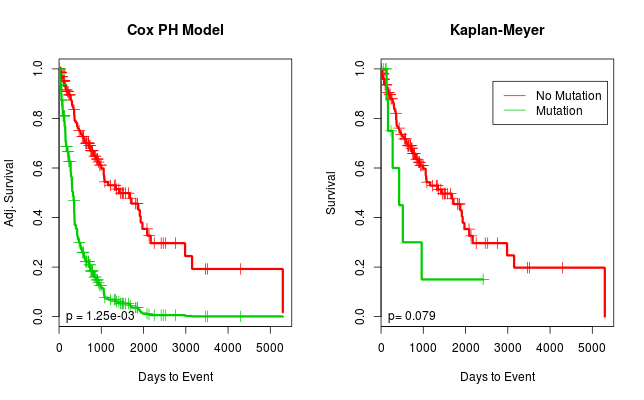 Cox PH Model
Adj. Survival
1.0
0.8
0.6
0.4
0.2
0.0
p = 1.25e-03
0 1000 2000 3000 4000 5000
Days to Event
Kaplan-Meyer
Survival
1.0
0.8
0.6
0.4
0.2
0.0
No Mutation
Mutation
p= 0.079
0 1000 2000 3000 4000 5000
Days to Event